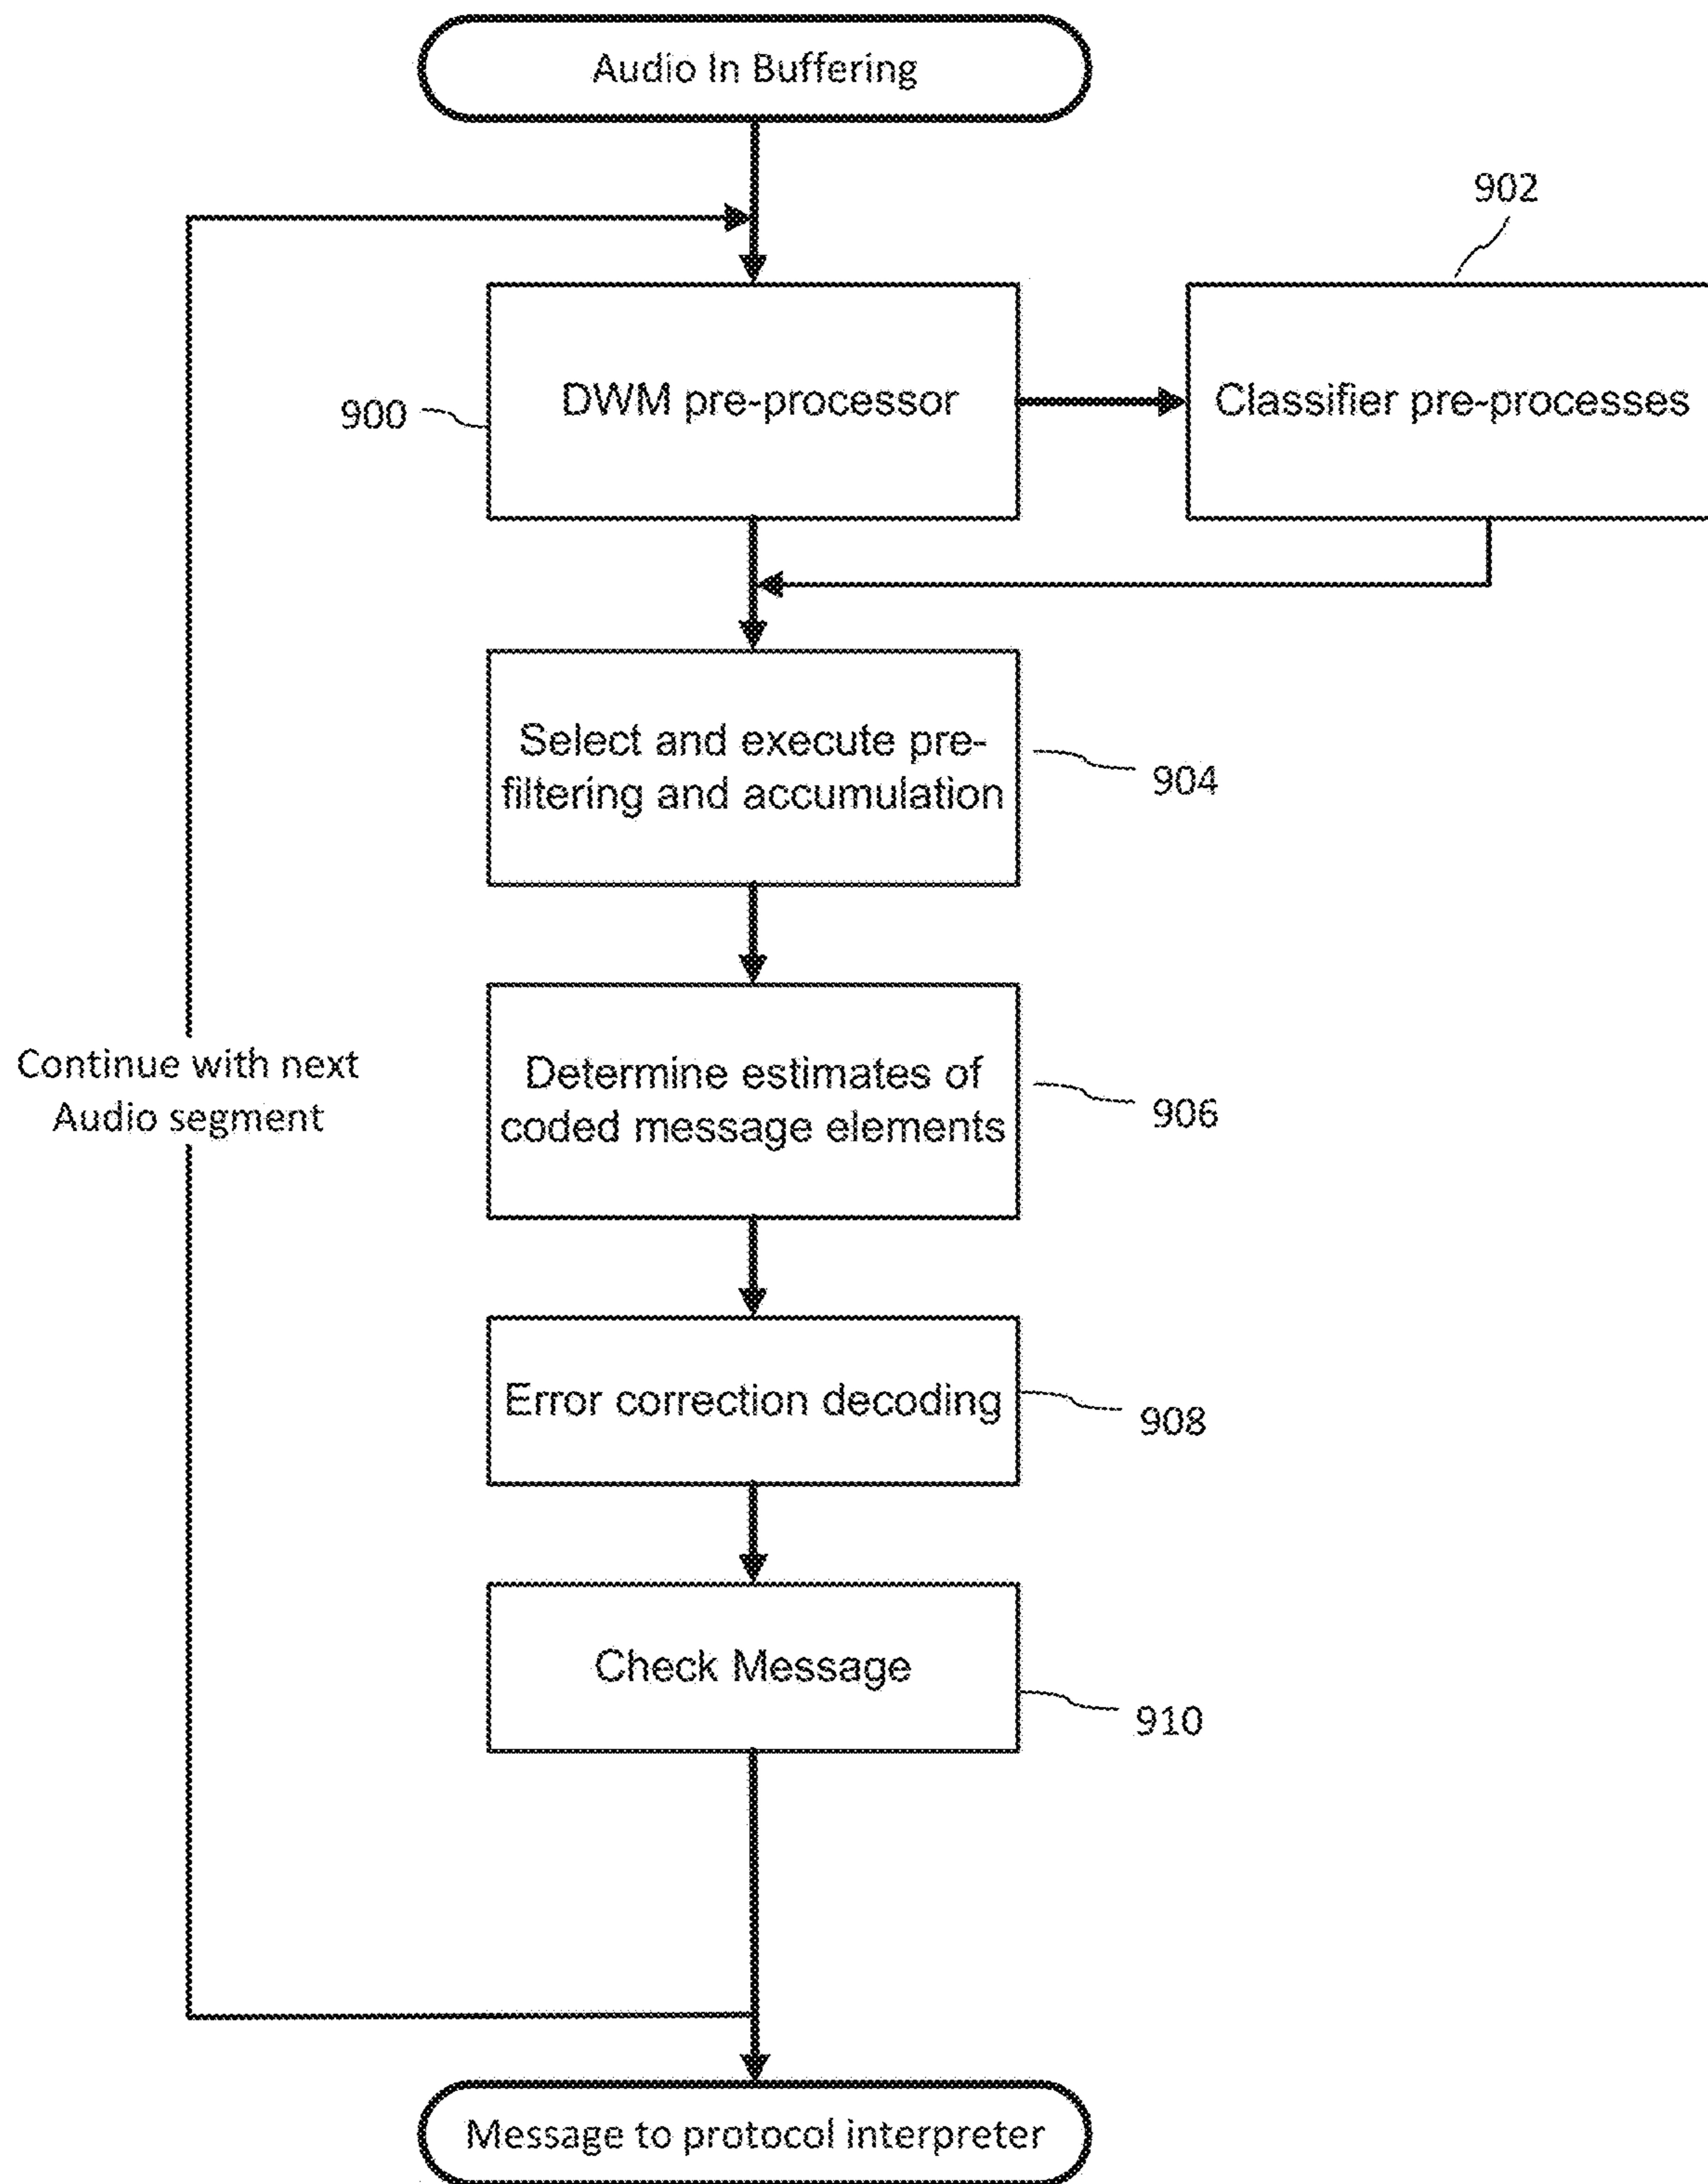 Audio In Buffering
902
DWM pre-processor
Classifier pre-processes
900
Select and execute pre-
filtering and accumulation
904
Continue with next
Audio segment
Determine estimates of
coded message elements
906
Error correction decoding
908
Check Message
910
Message to protocol interpreter